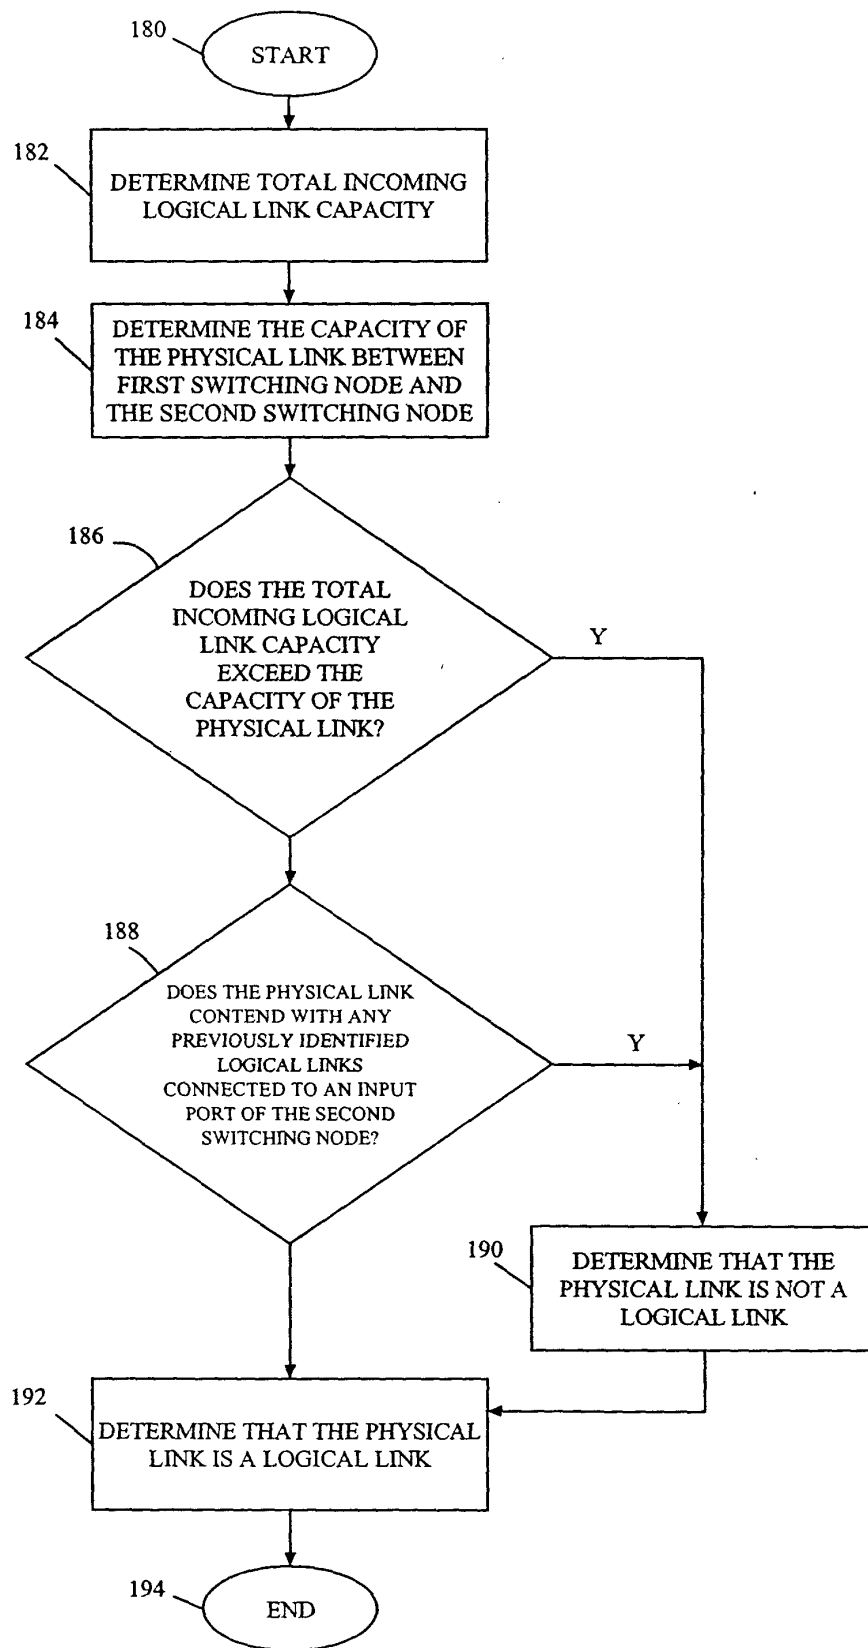 180
START
182
DETERMINE TOTAL INCOMING
LOGICAL LINK CAPACITY
184
DETERMINE THE CAPACITY OF
THE PHYSICAL LINK BETWEEN
FIRST SWITCHING NODE AND
THE SECOND SWITCHING NODE
186
DOES THE TOTAL
INCOMING LOGICAL
LINK CAPACITY
EXCEED THE
CAPACITY OF THE
PHYSICAL LINK?
Y
188
DOES THE PHYSICAL LINK
CONTEND WITH ANY
PREVIOUSLY IDENTIFIED
LOGICAL LINKS
CONNECTED TO AN INPUT
PORT OF THE SECOND
SWITCHING NODE?
Y
190
DETERMINE THAT THE
PHYSICAL LINK IS NOT A
LOGICAL LINK
192
DETERMINE THAT THE PHYSICAL
LINK IS A LOGICAL LINK
194
END